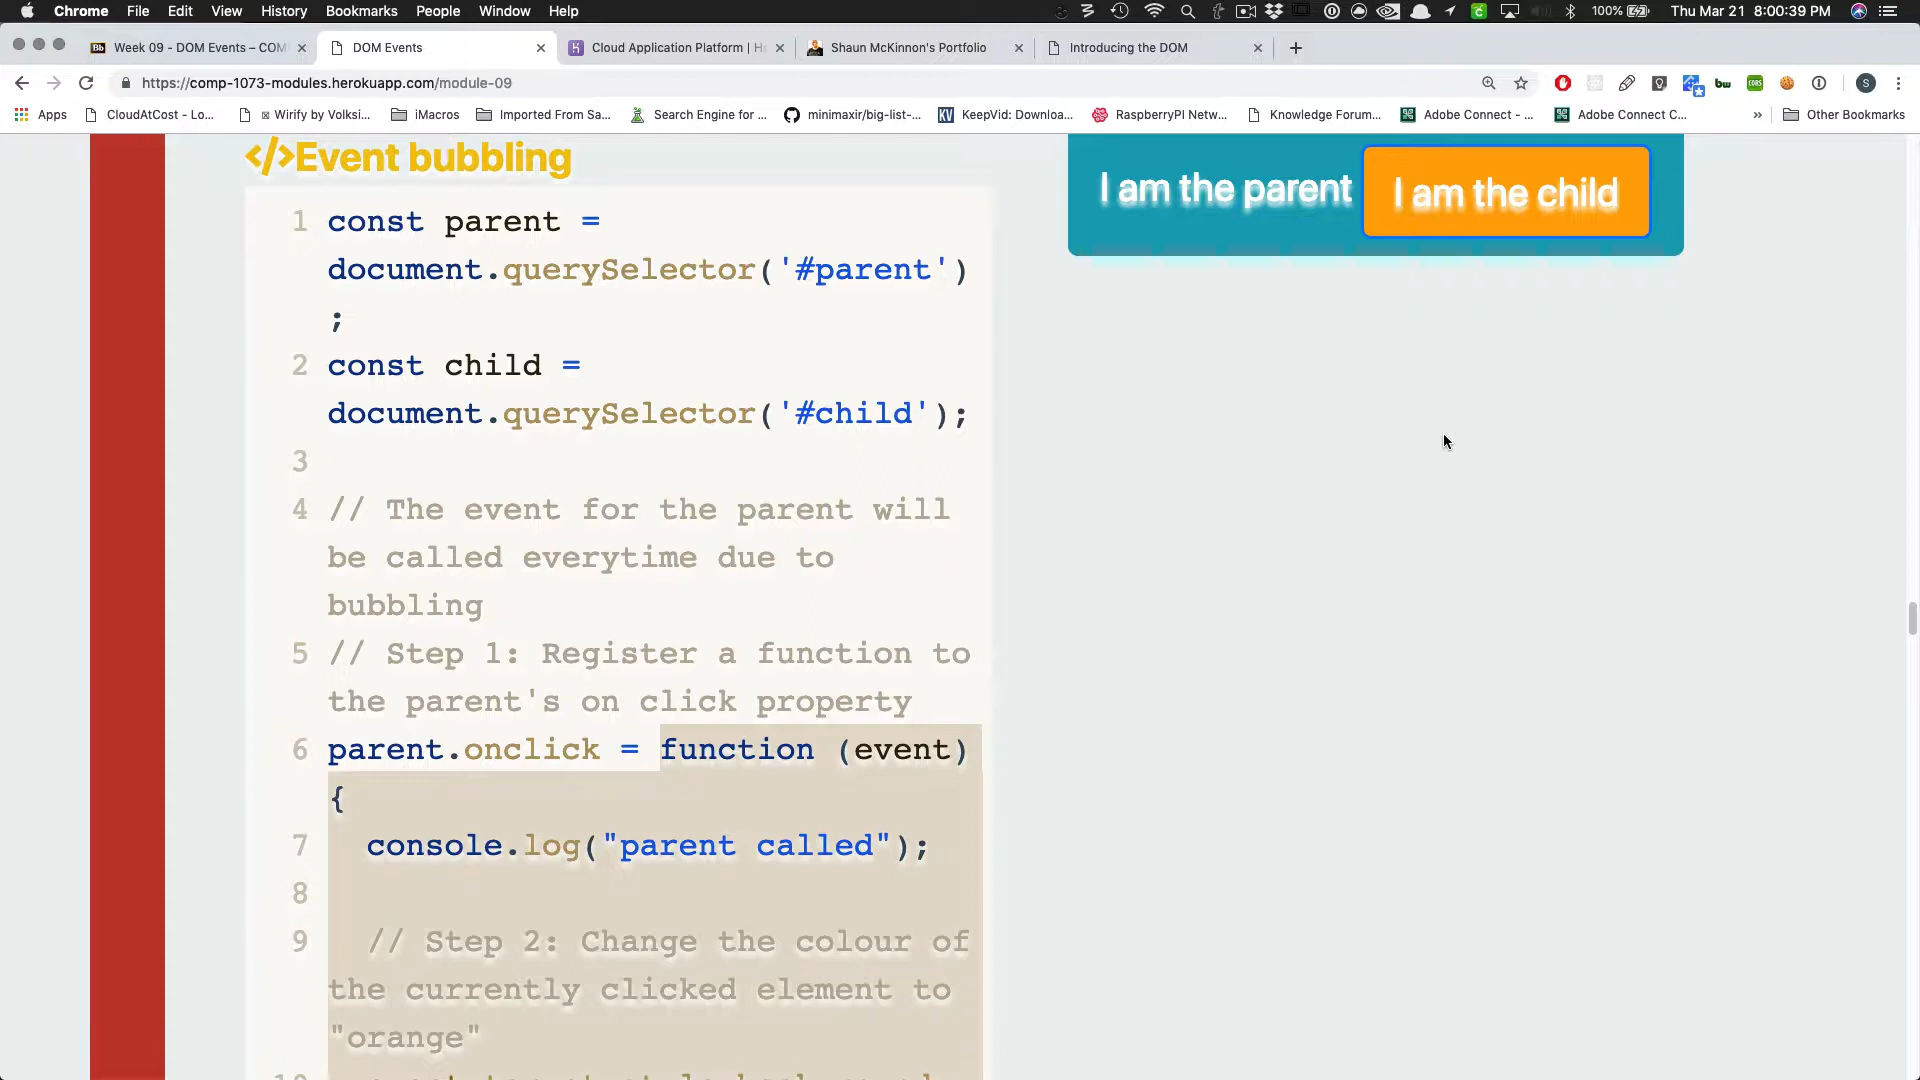 Chrome File Edit View History Bookmarks People Window Help 100% Thu Mar 21 8:00:39 PM
Bb Week 09 - DOM Events – COM DOM Events Cloud Application Platform | H Shaun McKinnon's Portfolio Introducing the DOM
https://comp-1073-modules.herokuapp.com/module-09 bw CORS S
Apps CloudAtCost - Lo... Wirify by Volksi... iMacros Imported From Sa... Search Engine for ... minimaxir/big-list-... KV KeepVid: Downloa... RaspberryPI Netw... Knowledge Forum... Adobe Connect - ... Adobe Connect C... » Other Bookmarks
</>Event bubbling
I am the parent I am the child
1 const parent =
document.querySelector('#parent')
;
2 const child =
document.querySelector('#child');
3
4 // The event for the parent will
be called everytime due to
bubbling
5 // Step 1: Register a function to
the parent's on click property
6 parent.onclick = function (event)
{
7 console.log("parent called");
8
9 // Step 2: Change the colour of
the currently clicked element to
"orange"